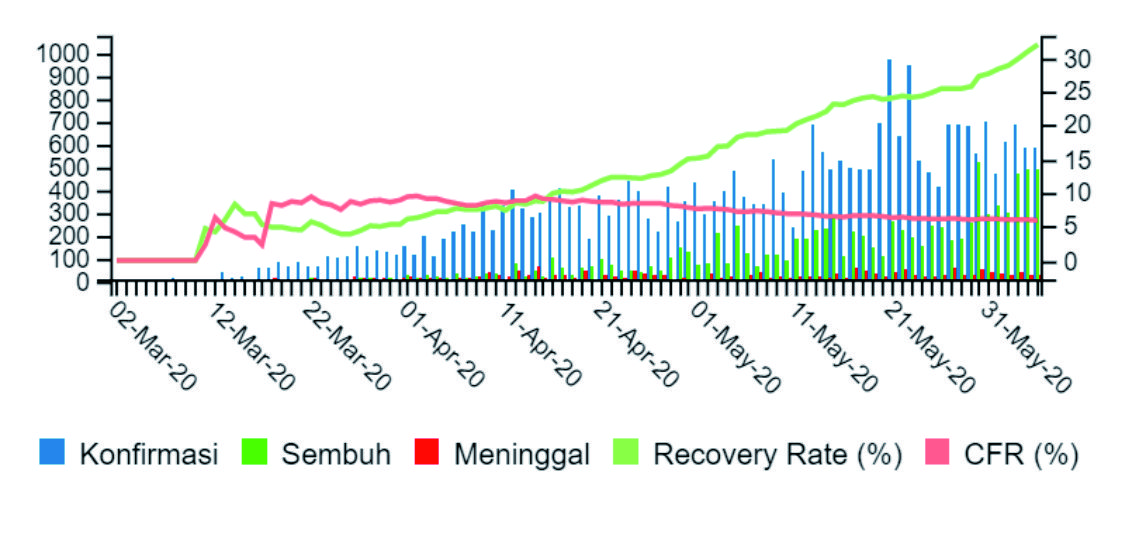 1000
900
800
700
600
500
400
300
200
100
0
30
25
20
15
10
5
0
02-Mar-20
12-Mar-20
22-Mar-20
01-Apr-20
11-Apr-20
21-Apr-20
01-May-20
11-May-20
21-May-20
31-May-20
Konfirmasi Sembuh Meninggal Recovery Rate (%) CFR (%)